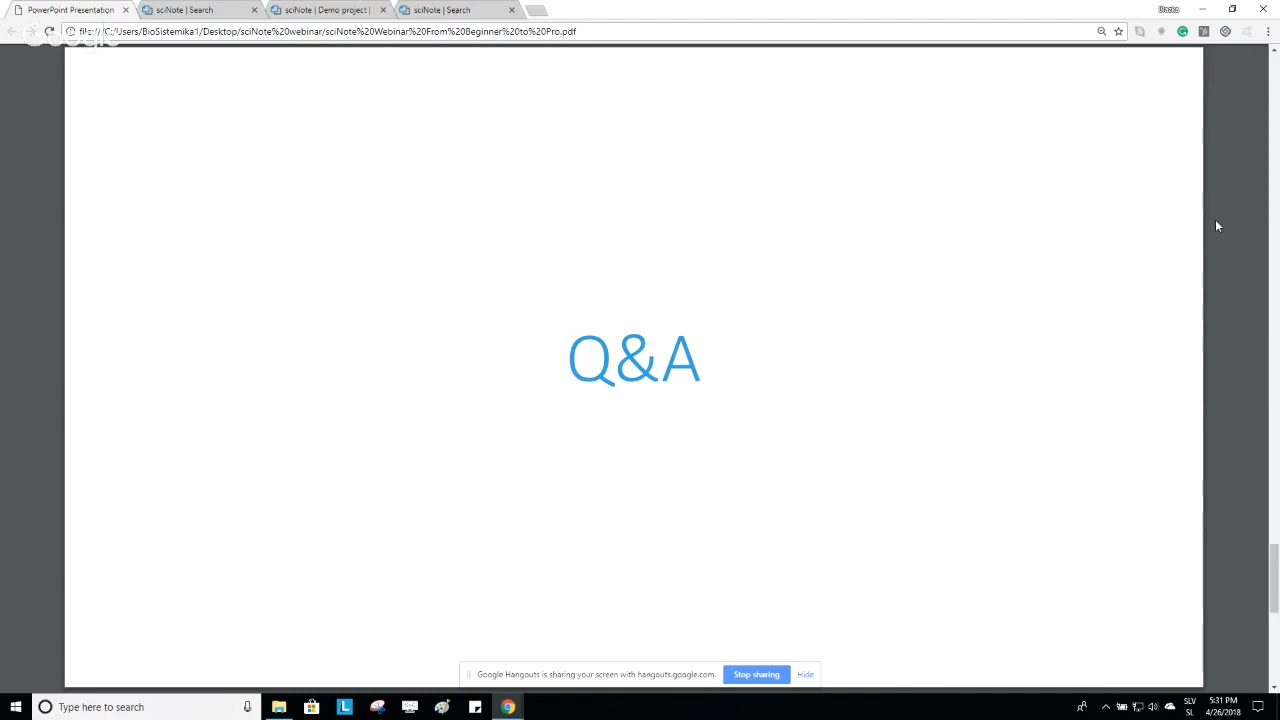 PowerPoint Presentation
sciNote | Search
sciNote | Demo project |
sciNote | Search
file:///C:/Users/BioSistemika1/Desktop/sciNote%20webinar/sciNote%20Webinar%20From%20Beginner%20to%20Pro.pdf
Google
Q&A
Google Hangouts is sharing your screen with hangouts.google.com.
Stop sharing
Hide
Type here to search
L
SLV
SL
5:31 PM
4/26/2018